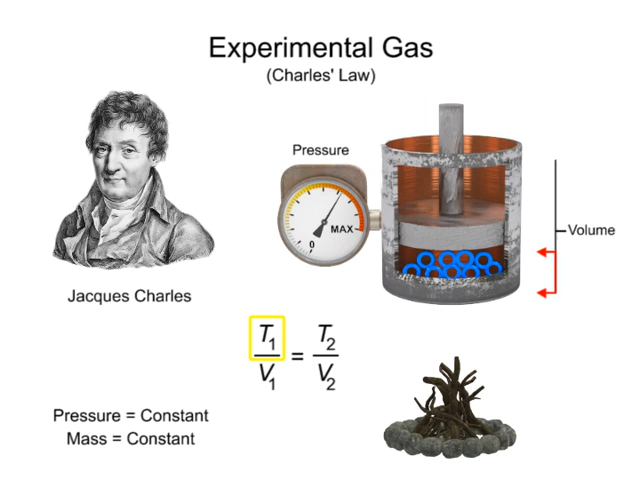 Experimental Gas
(Charles' Law)
Pressure
MAX
0
Volume
Jacques Charles
T1/V1 = T2/V2
Pressure = Constant
Mass = Constant